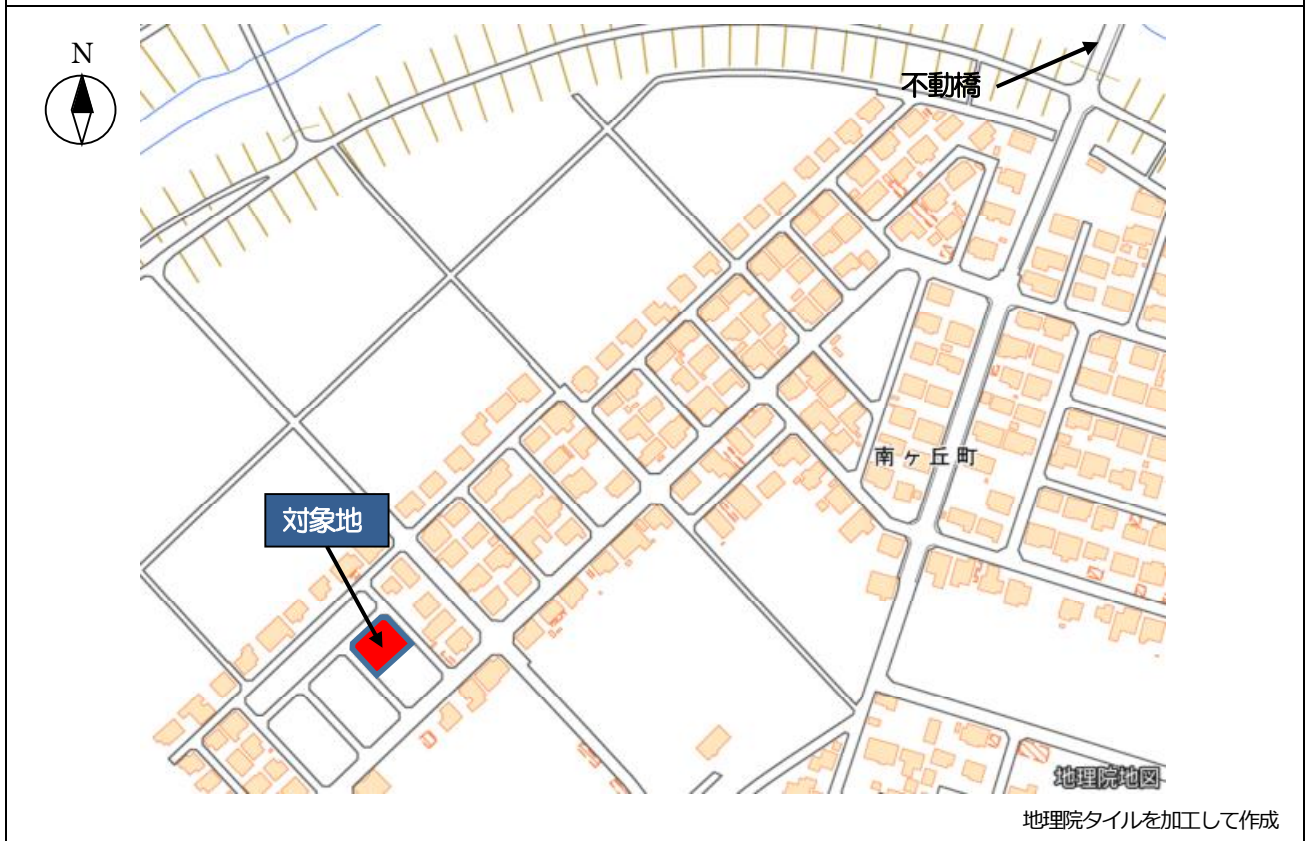 N
不動橋
南ヶ丘町
対象地
地理院地図
地理院タイルを加工して作成